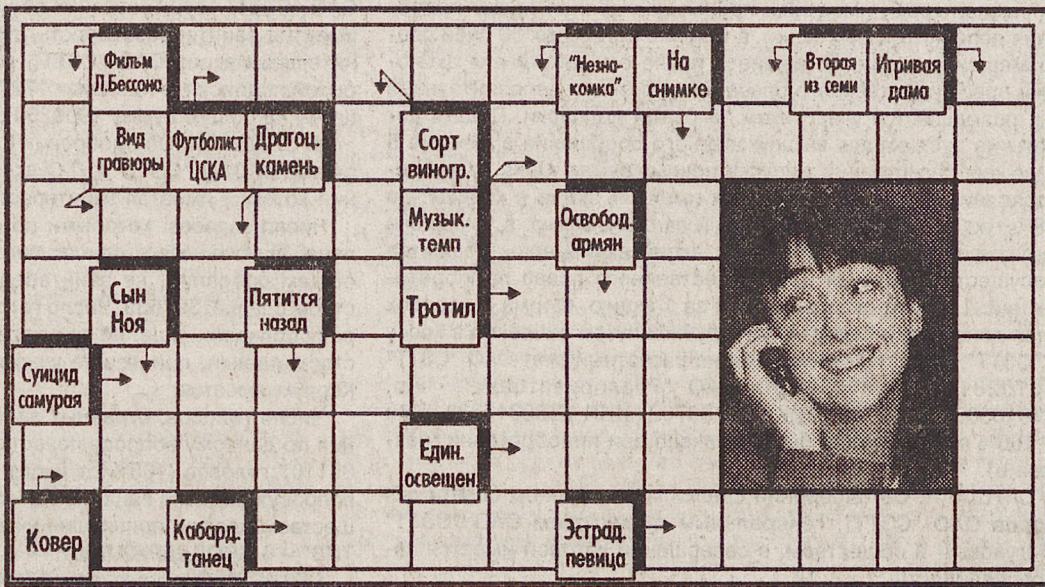 Фильм
Л.Бессона
"Незна-
комка"
На
снимке
Вторая
из семи
Игривая
дама
Вид
гравюры
Футболист
ЦСКА
Драгоц.
камень
Сорт
виногр.
Музык.
темп
Освобод.
армян
Сын
Ноя
Пятится
назад
Тротил
Суицид
самурая
Един.
освещен.
Ковер
Кабард.
танец
Эстрад.
певица